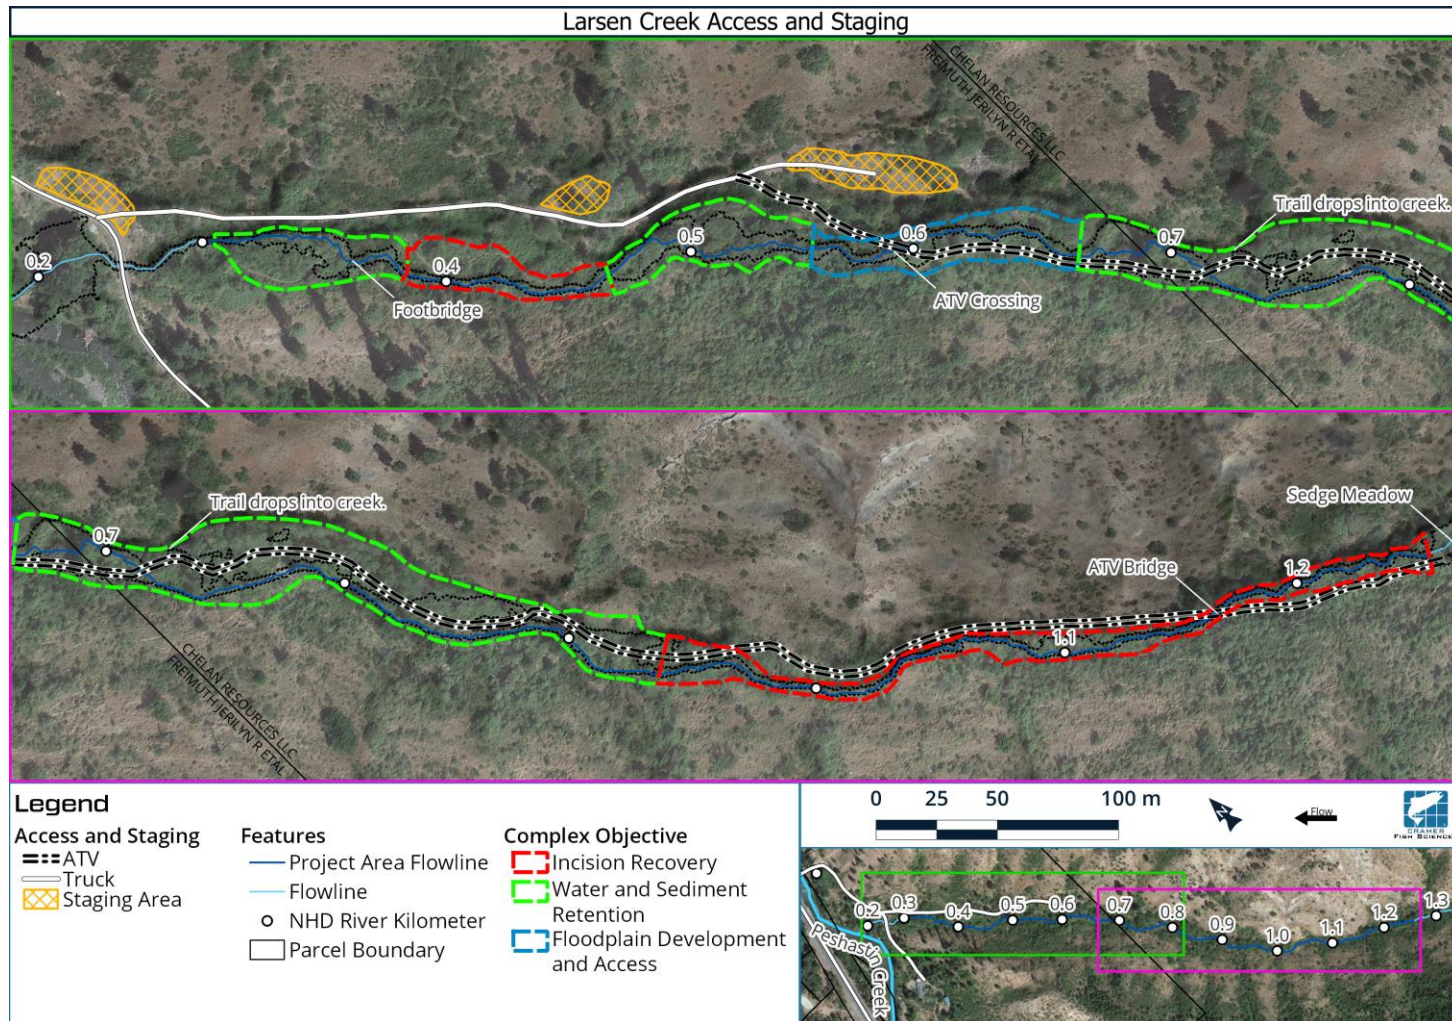 Larsen Creek Access and Staging
CHELAN RESOURCES LLC
FREIMUTH JERILYN R ETAL
Trail drops into creek.
0.2
0.4
0.5
0.6
0.7
Footbridge
ATV Crossing
Trail drops into creek.
Sedge Meadow
0.7
ATV Bridge
1.2
1.1
CHELAN RESOURCES LLC
FREIMUTH JERILYN R ETAL
Legend
Access and Staging
ATV
Truck
Staging Area
Features
Project Area Flowline
Flowline
NHD River Kilometer
Parcel Boundary
Complex Objective
Incision Recovery
Water and Sediment
Retention
Floodplain Development
and Access
0 25 50 100 m
N
Flow
CRAMER
FISH SCIENCES
0.2
0.3
0.4
0.5
0.6
0.7
0.8
0.9
1.0
1.1
1.2
1.3
Peshastin Creek